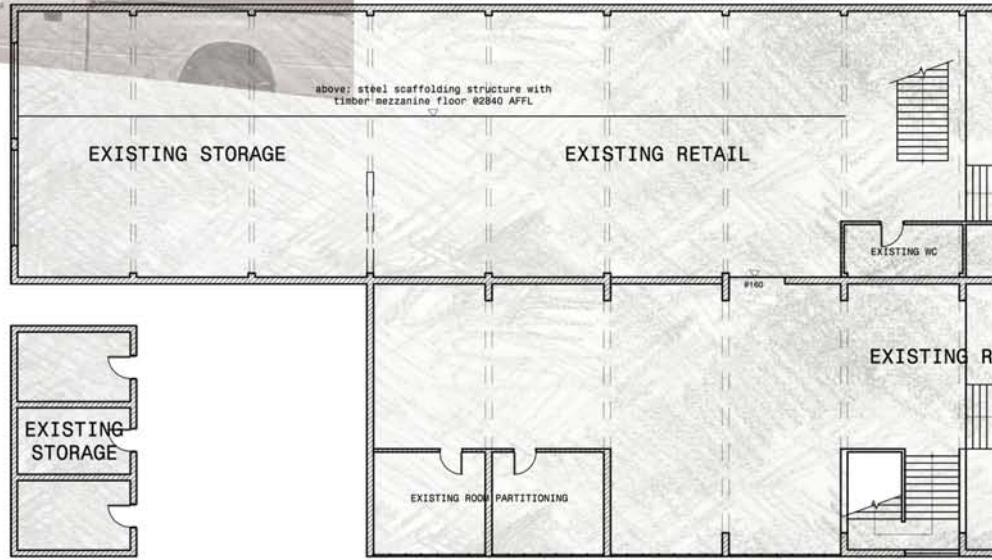 above: steel scaffolding structure with
timber mezzanine floor @2840 AFFL
EXISTING STORAGE
EXISTING RETAIL
EXISTING WC
@160
EXISTING R
EXISTING
STORAGE
EXISTING ROOM PARTITIONING